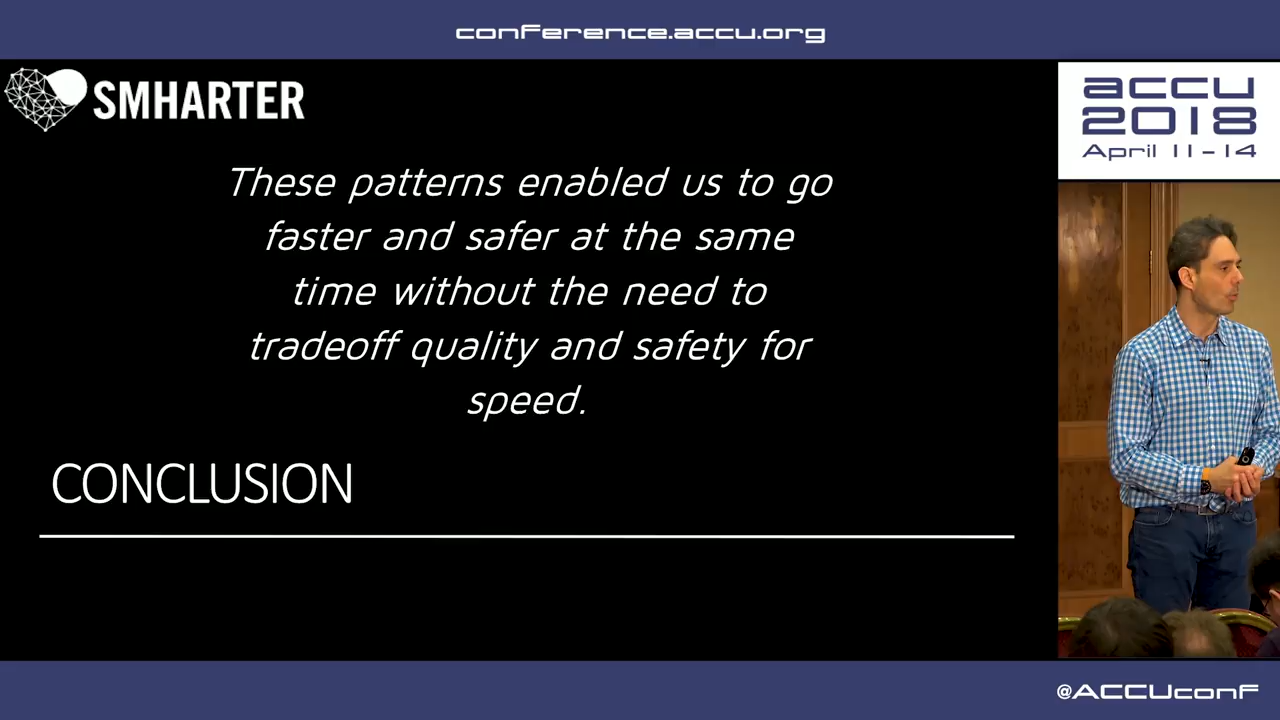 conference.accu.org
SMHARTER
accu
2018
April 11-14
These patterns enabled us to go
faster and safer at the same
time without the need to
tradeoff quality and safety for
speed.
CONCLUSION
@ACCUconf